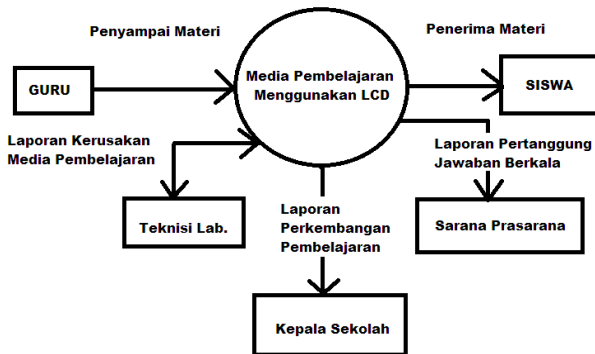 Penyampai Materi
Penerima Materi
GURU
Media Pembelajaran
Menggunakan LCD
SISWA
Laporan Kerusakan
Media Pembelajaran
Laporan Pertanggung
Jawaban Berkala
Teknisi Lab.
Laporan
Perkembangan
Pembelajaran
Sarana Prasarana
Kepala Sekolah